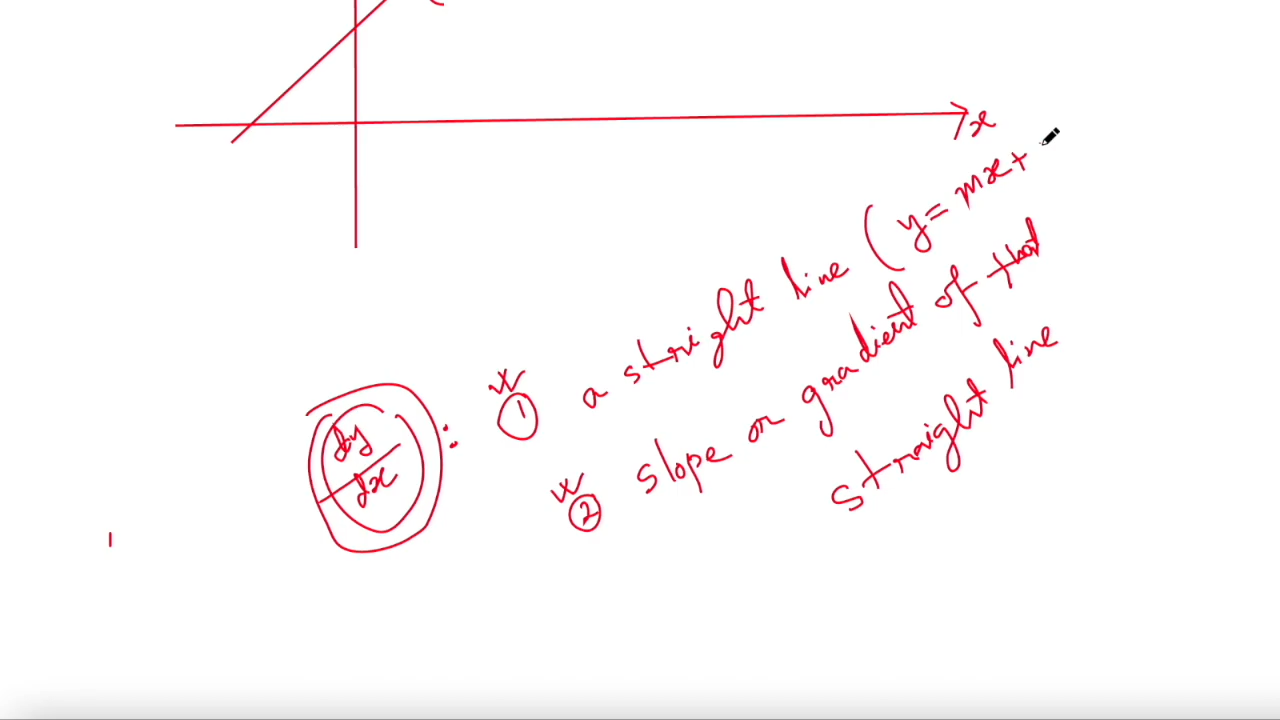 x
dy/dx : ① a straight line (y = mx +
② slope or gradient of that
straight line